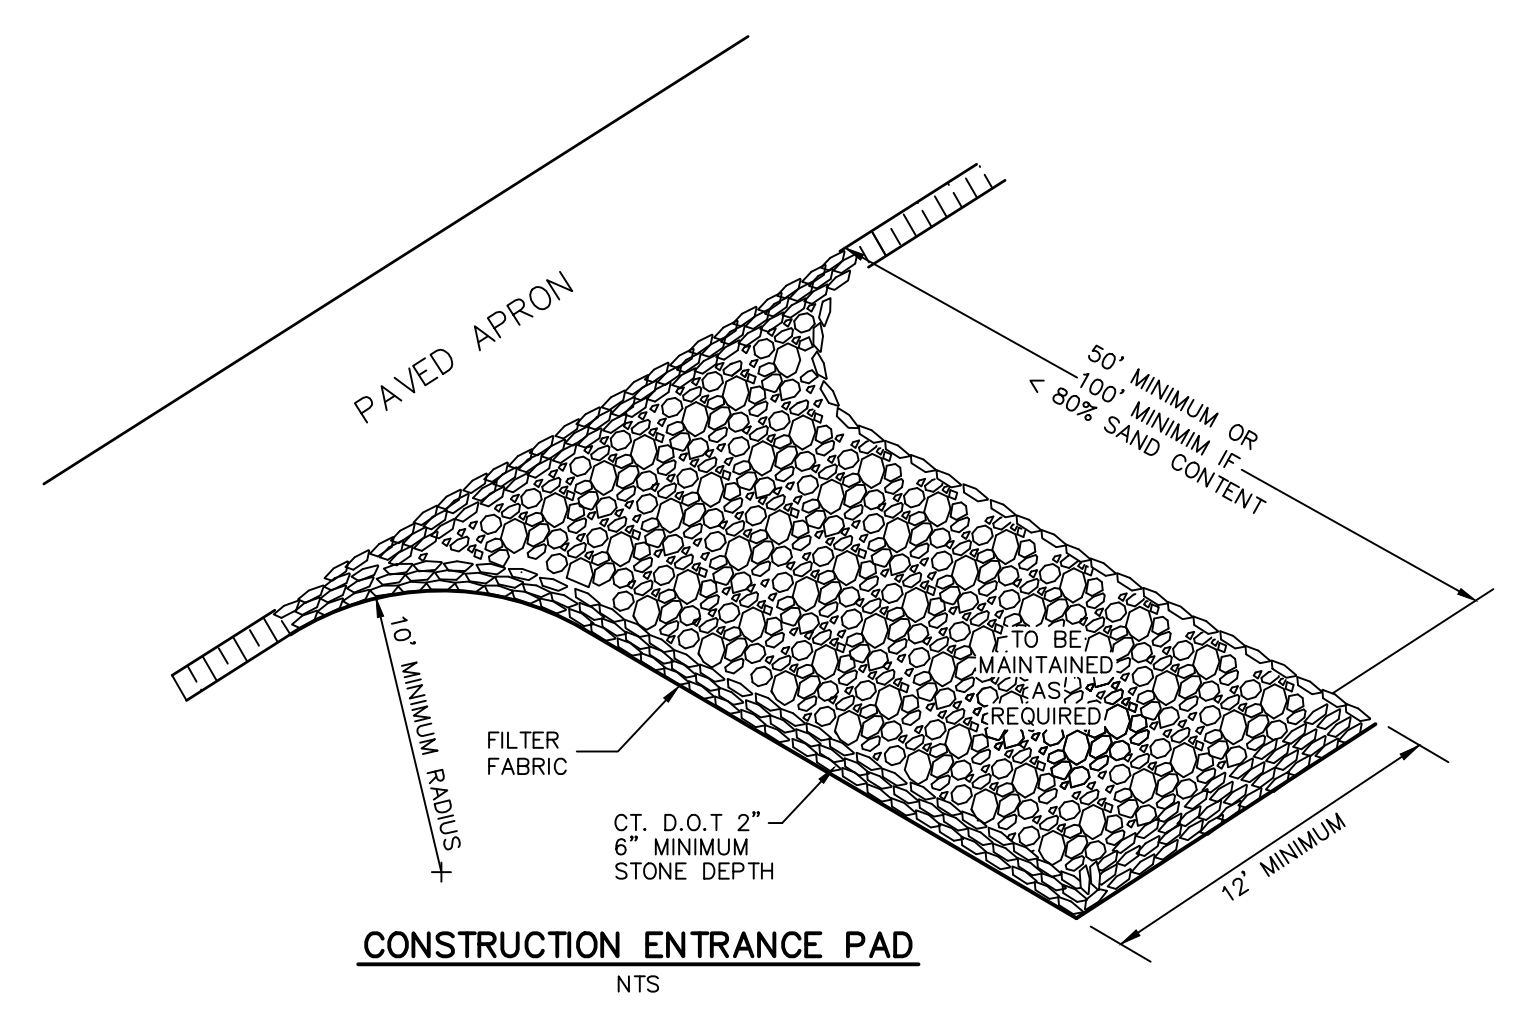 PAVED APRON
50' MINIMUM OR
100' MINIMIM IF
< 80% SAND CONTENT
TO BE
MAINTAINED
AS
REQUIRED
10' MINIMUM RADIUS
FILTER
FABRIC
CT. D.O.T 2"
6" MINIMUM
STONE DEPTH
12' MINIMUM
CONSTRUCTION ENTRANCE PAD
NTS